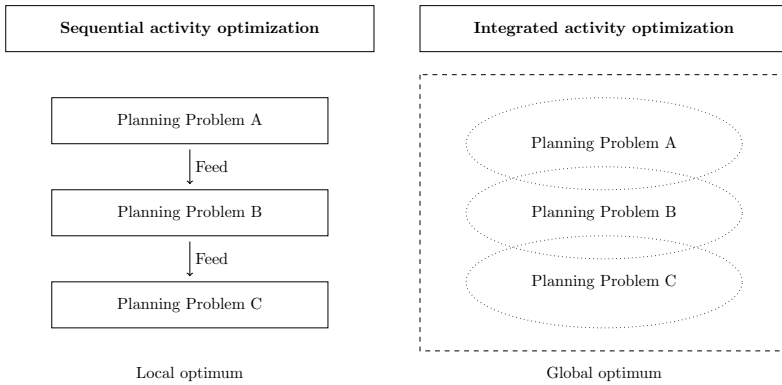 Sequential activity optimization
Planning Problem A
Feed
Planning Problem B
Feed
Planning Problem C
Local optimum
Integrated activity optimization
Planning Problem A
Planning Problem B
Planning Problem C
Global optimum